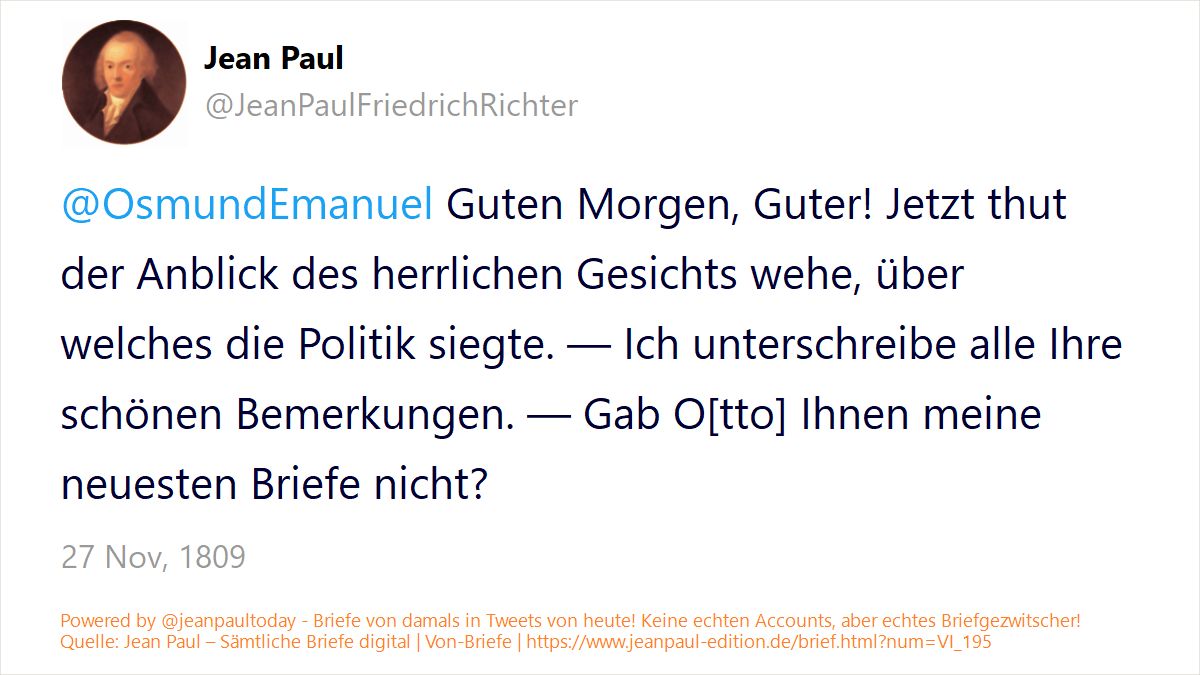 Jean Paul
@JeanPaulFriedrichRichter
@OsmundEmanuel Guten Morgen, Guter! Jetzt thut
der Anblick des herrlichen Gesichts wehe, über
welches die Politik siegte. — Ich unterschreibe alle Ihre
schönen Bemerkungen. — Gab O[tto] Ihnen meine
neuesten Briefe nicht?
27 Nov, 1809
Powered by @jeanpaultoday - Briefe von damals in Tweets von heute! Keine echten Accounts, aber echtes Briefgezwitscher!
Quelle: Jean Paul – Sämtliche Briefe digital | Von-Briefe | https://www.jeanpaul-edition.de/brief.html?num=VI_195